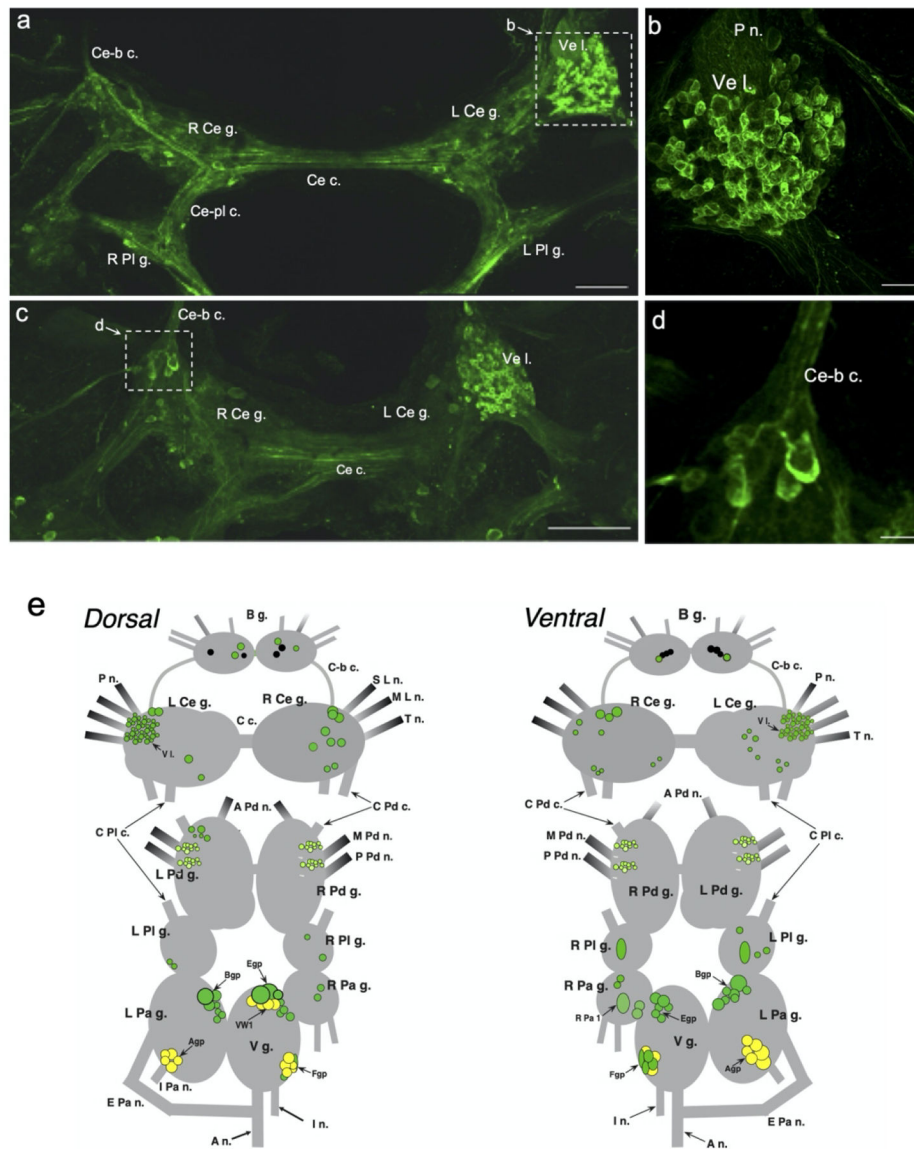 a
Ce-b c.
b
Ve l.
R Ce g.
L Ce g.
Ce c.
Ce-pl c.
R Pl g.
L Pl g.
b
P n.
Ve l.
c
d
Ce-b c.
Ve l.
R Ce g.
L Ce g.
Ce c.
d
Ce-b c.
e
Dorsal
B g.
C-b c.
P n.
L Ce g.
R Ce g.
S L n.
M L n.
C c.
T n.
V l.
A Pd n.
C Pd c.
C Pl c.
M Pd n.
P Pd n.
L Pd g.
R Pd g.
L Pl g.
R Pl g.
Egp
Bgp
R Pa g.
L Pa g.
VW1
Agp
V g.
Fgp
I Pa n.
E Pa n.
I n.
A n.
Ventral
B g.
C-b c.
P n.
R Ce g.
L Ce g.
V l.
T n.
A Pd n.
C Pd c.
C Pl c.
M Pd n.
P Pd n.
R Pd g.
L Pd g.
R Pl g.
L Pl g.
R Pa g.
Bgp
R Pa 1
Egp
L Pa g.
V g.
Fgp
Agp
I n.
E Pa n.
A n.